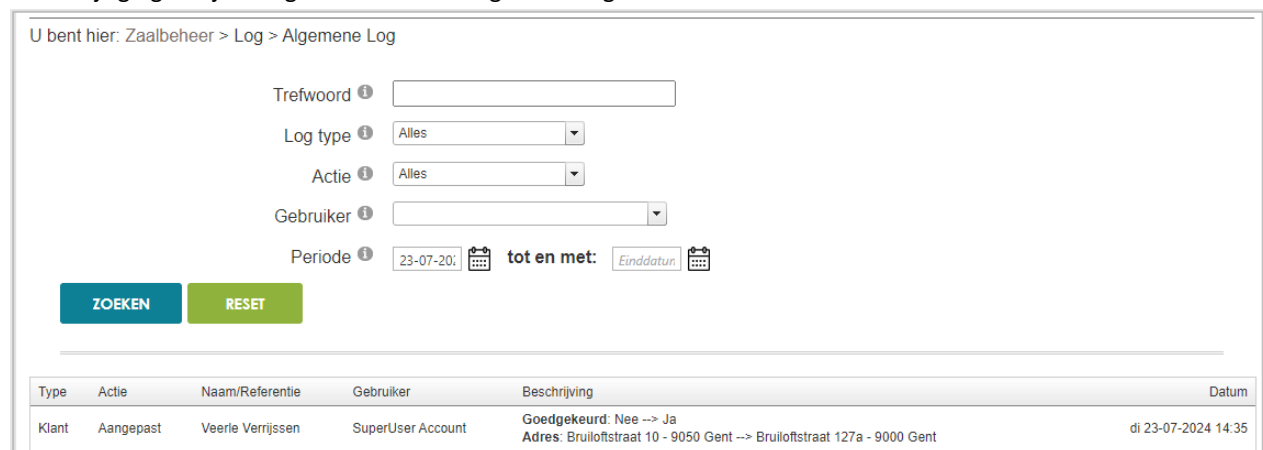 U bent hier: Zaalbeheer > Log > Algemene Log
Trefwoord
Log type Alles
Actie Alles
Gebruiker
Periode 23-07-202 tot en met: Einddatun
ZOEKEN RESET
Type Actie Naam/Referentie Gebruiker Beschrijving Datum
Klant Aangepast Veerle Verrijssen SuperUser Account Goedgekeurd: Nee --> Ja di 23-07-2024 14:35
Adres: Bruiloftstraat 10 - 9050 Gent --> Bruiloftstraat 127a - 9000 Gent